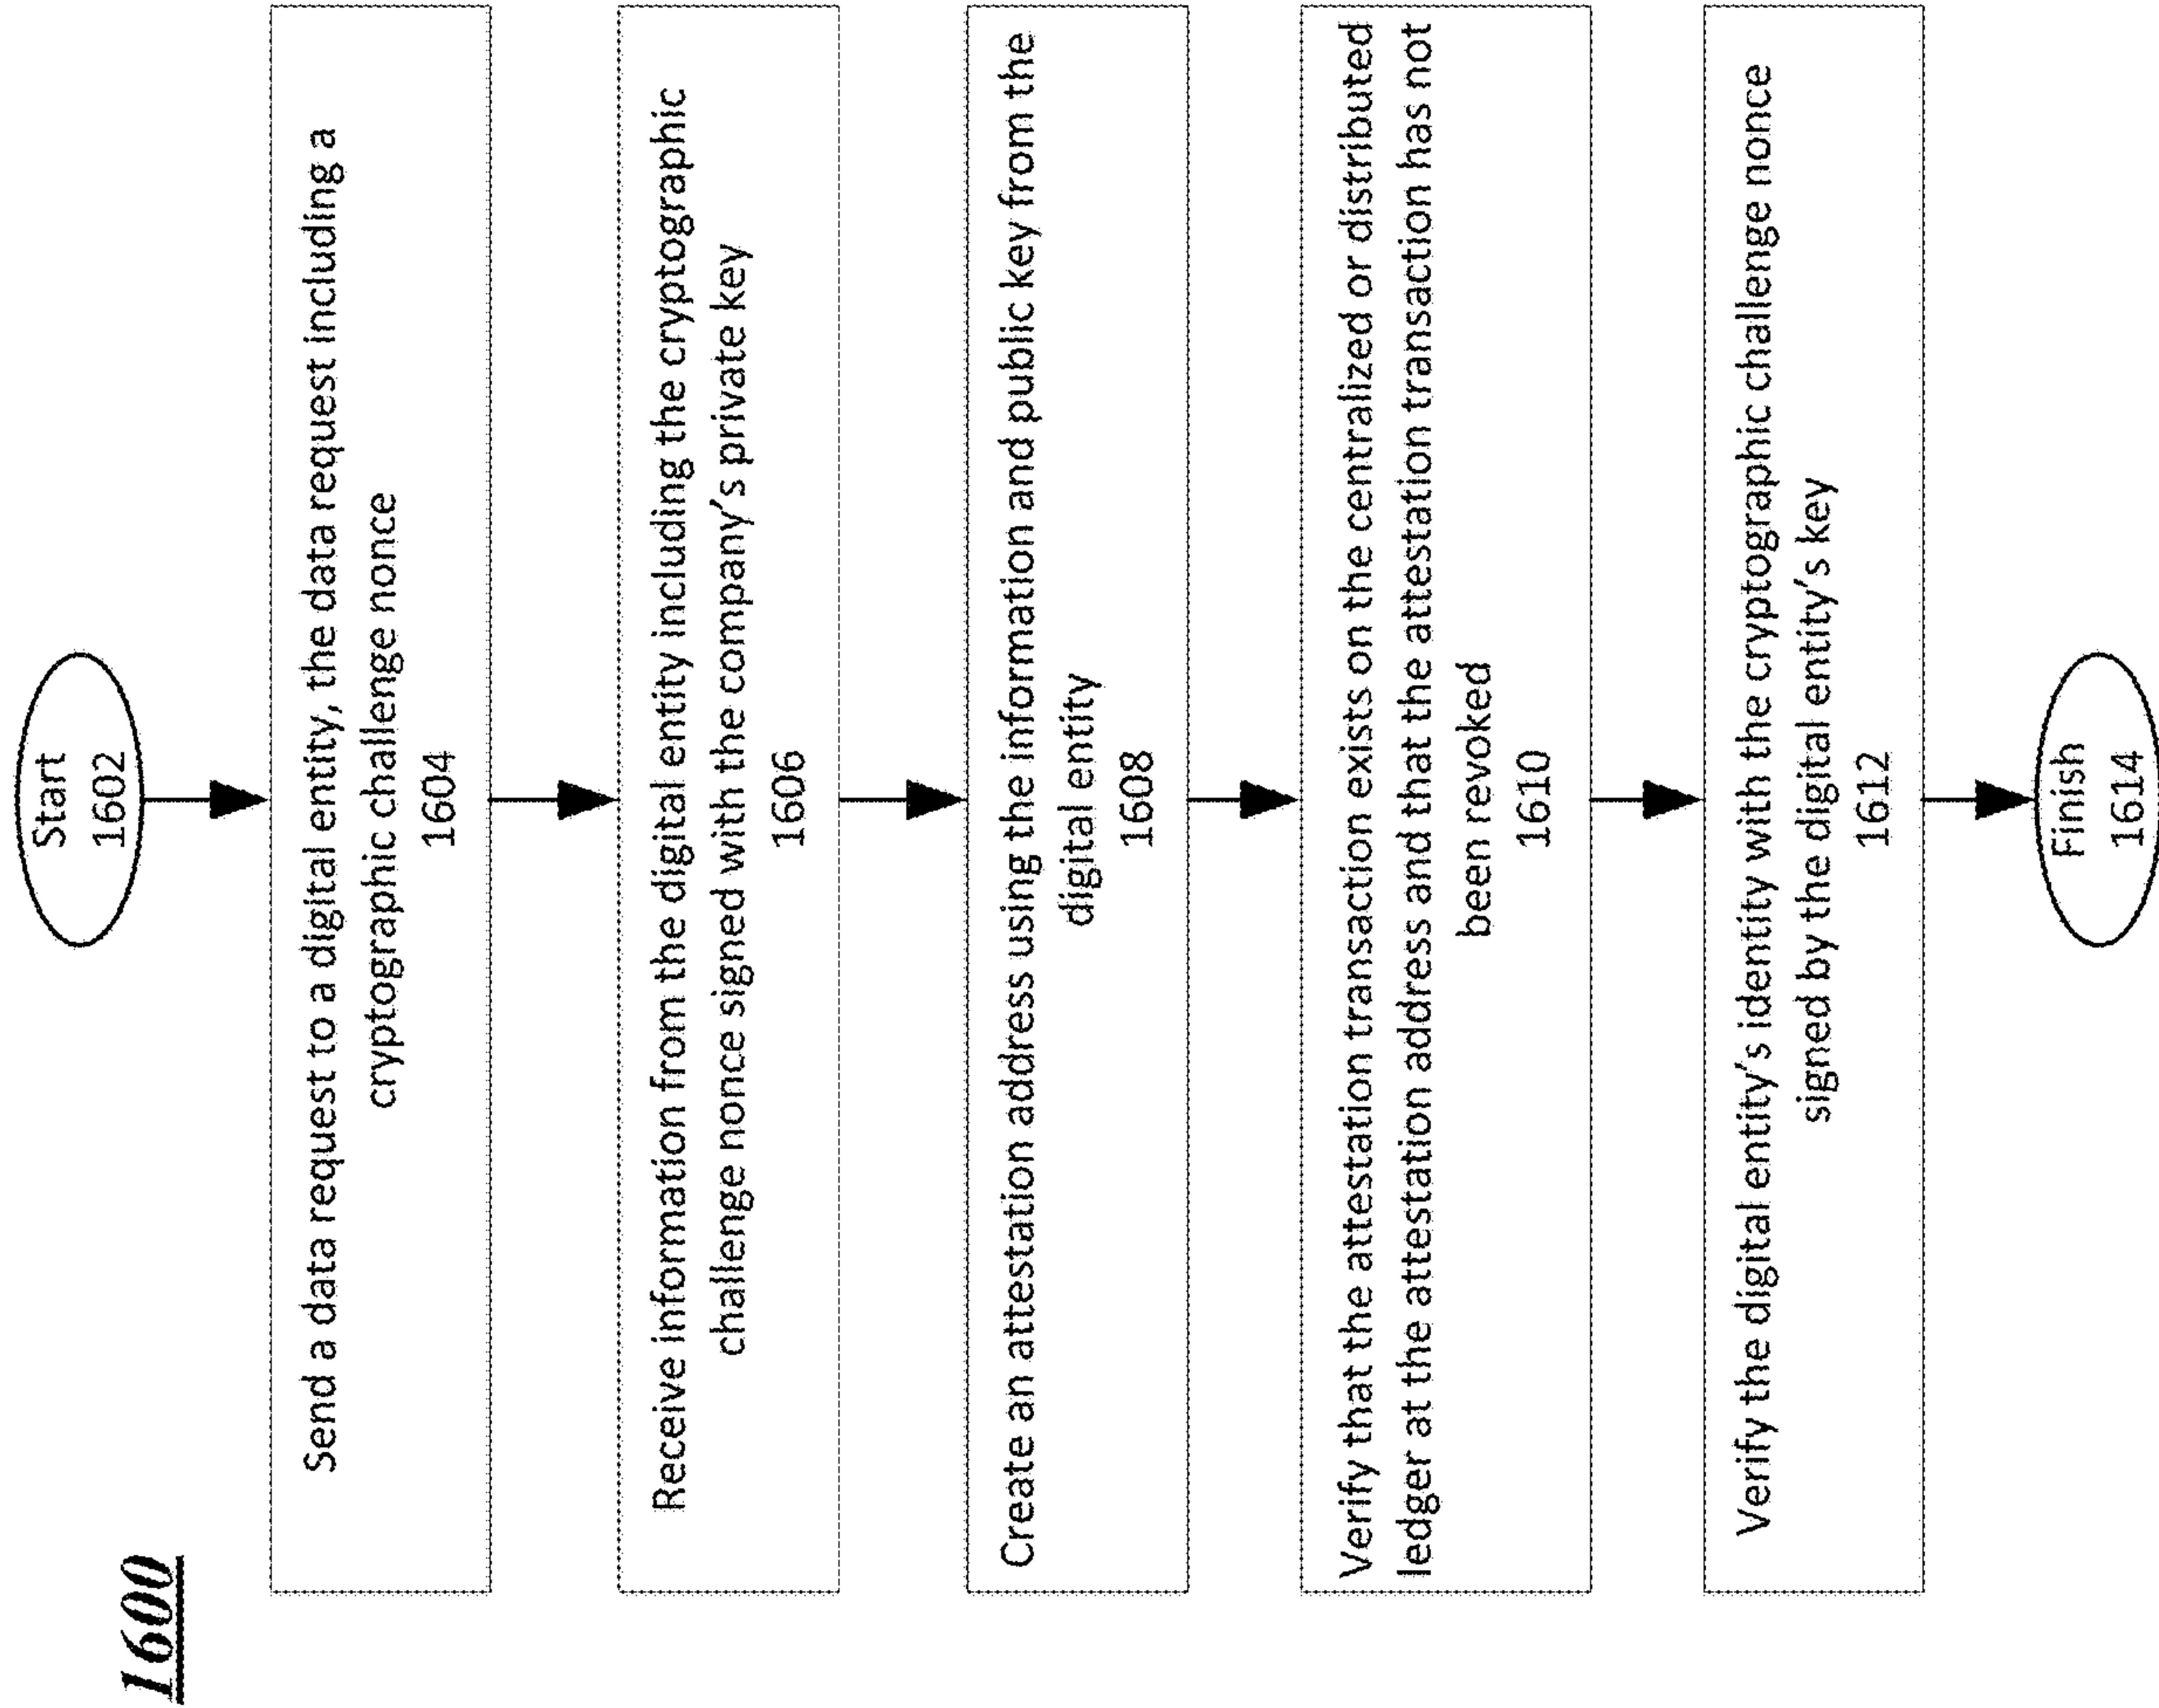 1600
Start
1602
Send a data request to a digital entity, the data request including a
cryptographic challenge nonce
1604
Receive information from the digital entity including the cryptographic
challenge nonce signed with the company's private key
1606
Create an attestation address using the information and public key from the
digital entity
1608
Verify that the attestation transaction exists on the centralized or distributed
ledger at the attestation address and that the attestation transaction has not
been revoked
1610
Verify the digital entity's identity with the cryptographic challenge nonce
signed by the digital entity's key
1612
Finish
1614